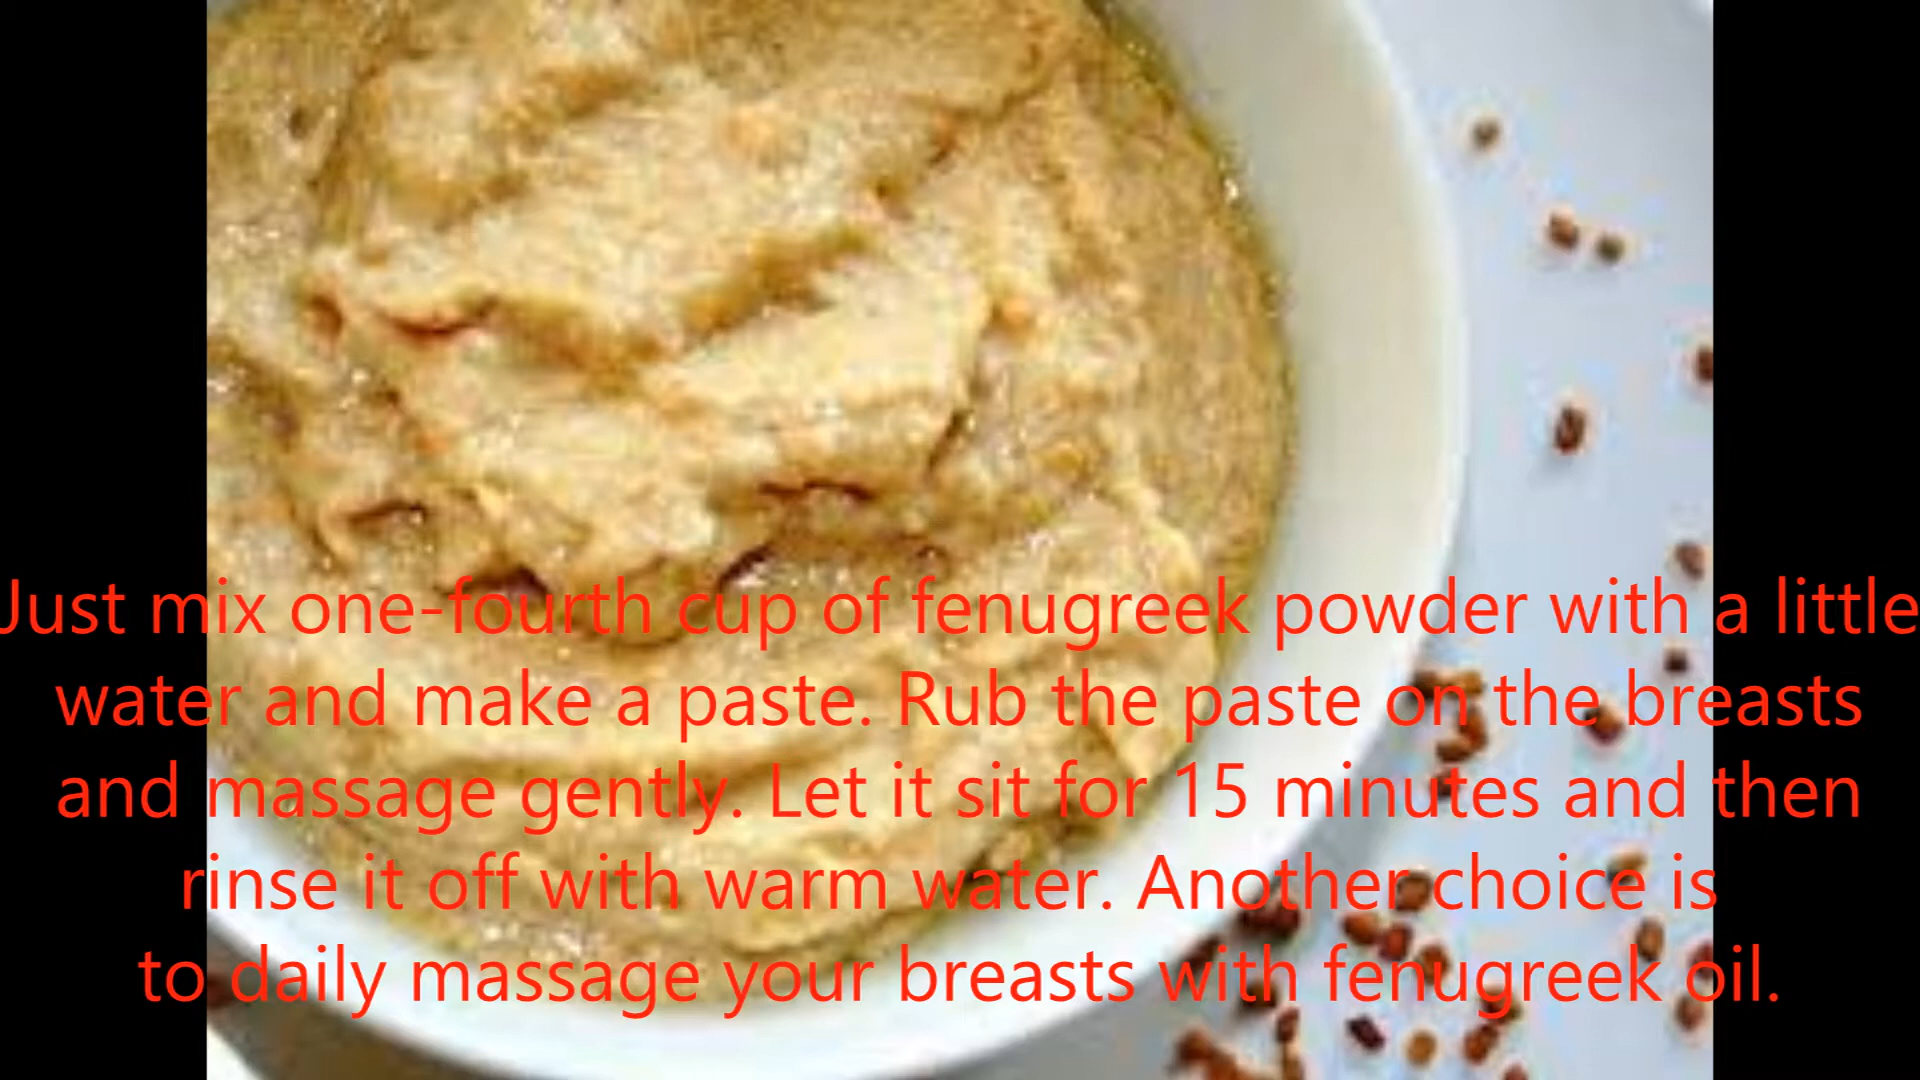 Just mix one-fourth cup of fenugreek powder with a little
water and make a paste. Rub the paste on the breasts
and massage gently. Let it sit for 15 minutes and then
rinse it off with warm water. Another choice is
to daily massage your breasts with fenugreek oil.